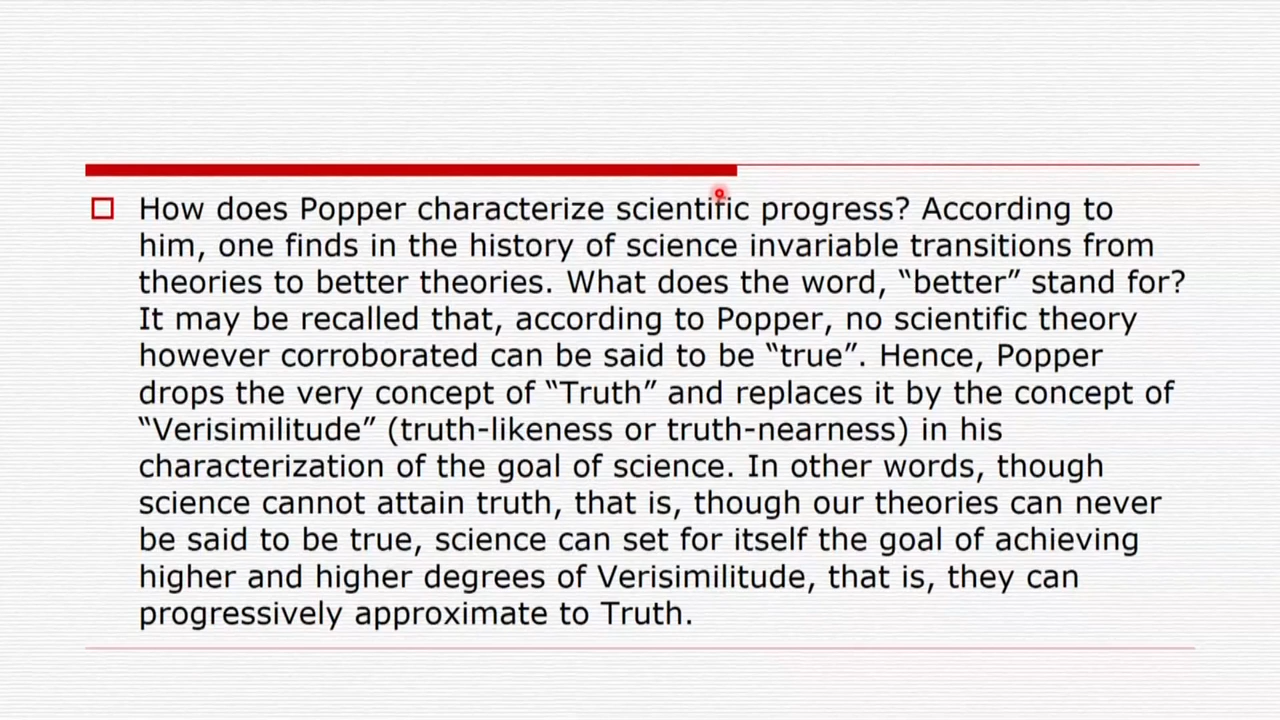 How does Popper characterize scientific progress? According to
him, one finds in the history of science invariable transitions from
theories to better theories. What does the word, “better” stand for?
It may be recalled that, according to Popper, no scientific theory
however corroborated can be said to be “true”. Hence, Popper
drops the very concept of “Truth” and replaces it by the concept of
“Verisimilitude” (truth-likeness or truth-nearness) in his
characterization of the goal of science. In other words, though
science cannot attain truth, that is, though our theories can never
be said to be true, science can set for itself the goal of achieving
higher and higher degrees of Verisimilitude, that is, they can
progressively approximate to Truth.